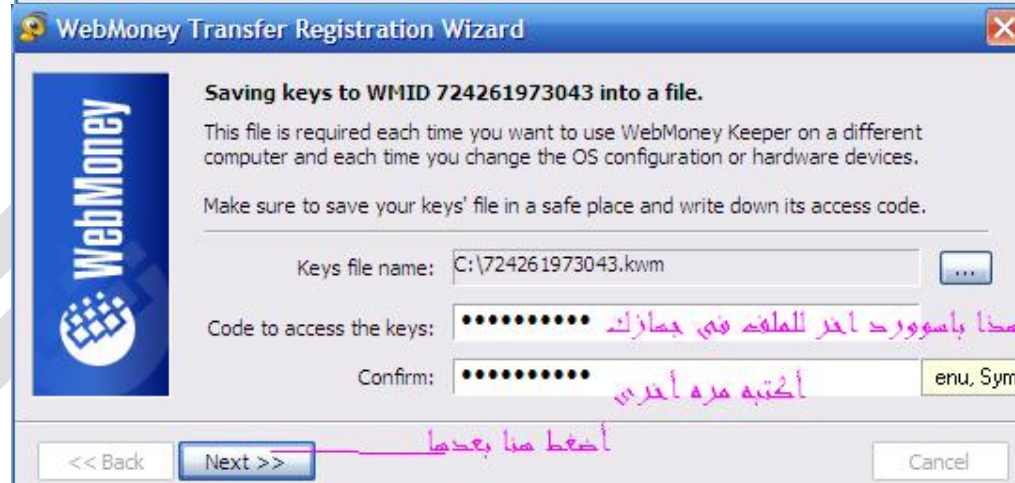 WebMoney Transfer Registration Wizard
WebMoney
Saving keys to WMID 724261973043 into a file.
This file is required each time you want to use WebMoney Keeper on a different
computer and each time you change the OS configuration or hardware devices.
Make sure to save your keys' file in a safe place and write down its access code.
Keys file name: C:\724261973043.kwm ...
Code to access the keys: •••••••••• هذا باسوورد اخر للملف في جهازك
Confirm: •••••••••• أكتبه مره أخرى
enu, Sym
أضغط هنا بعدها
<< Back Next >> Cancel